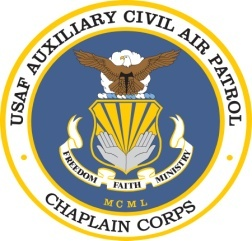 USAF AUXILIARY CIVIL AIR PATROL
FREEDOM FAITH MINISTRY
MCML
CHAPLAIN CORPS